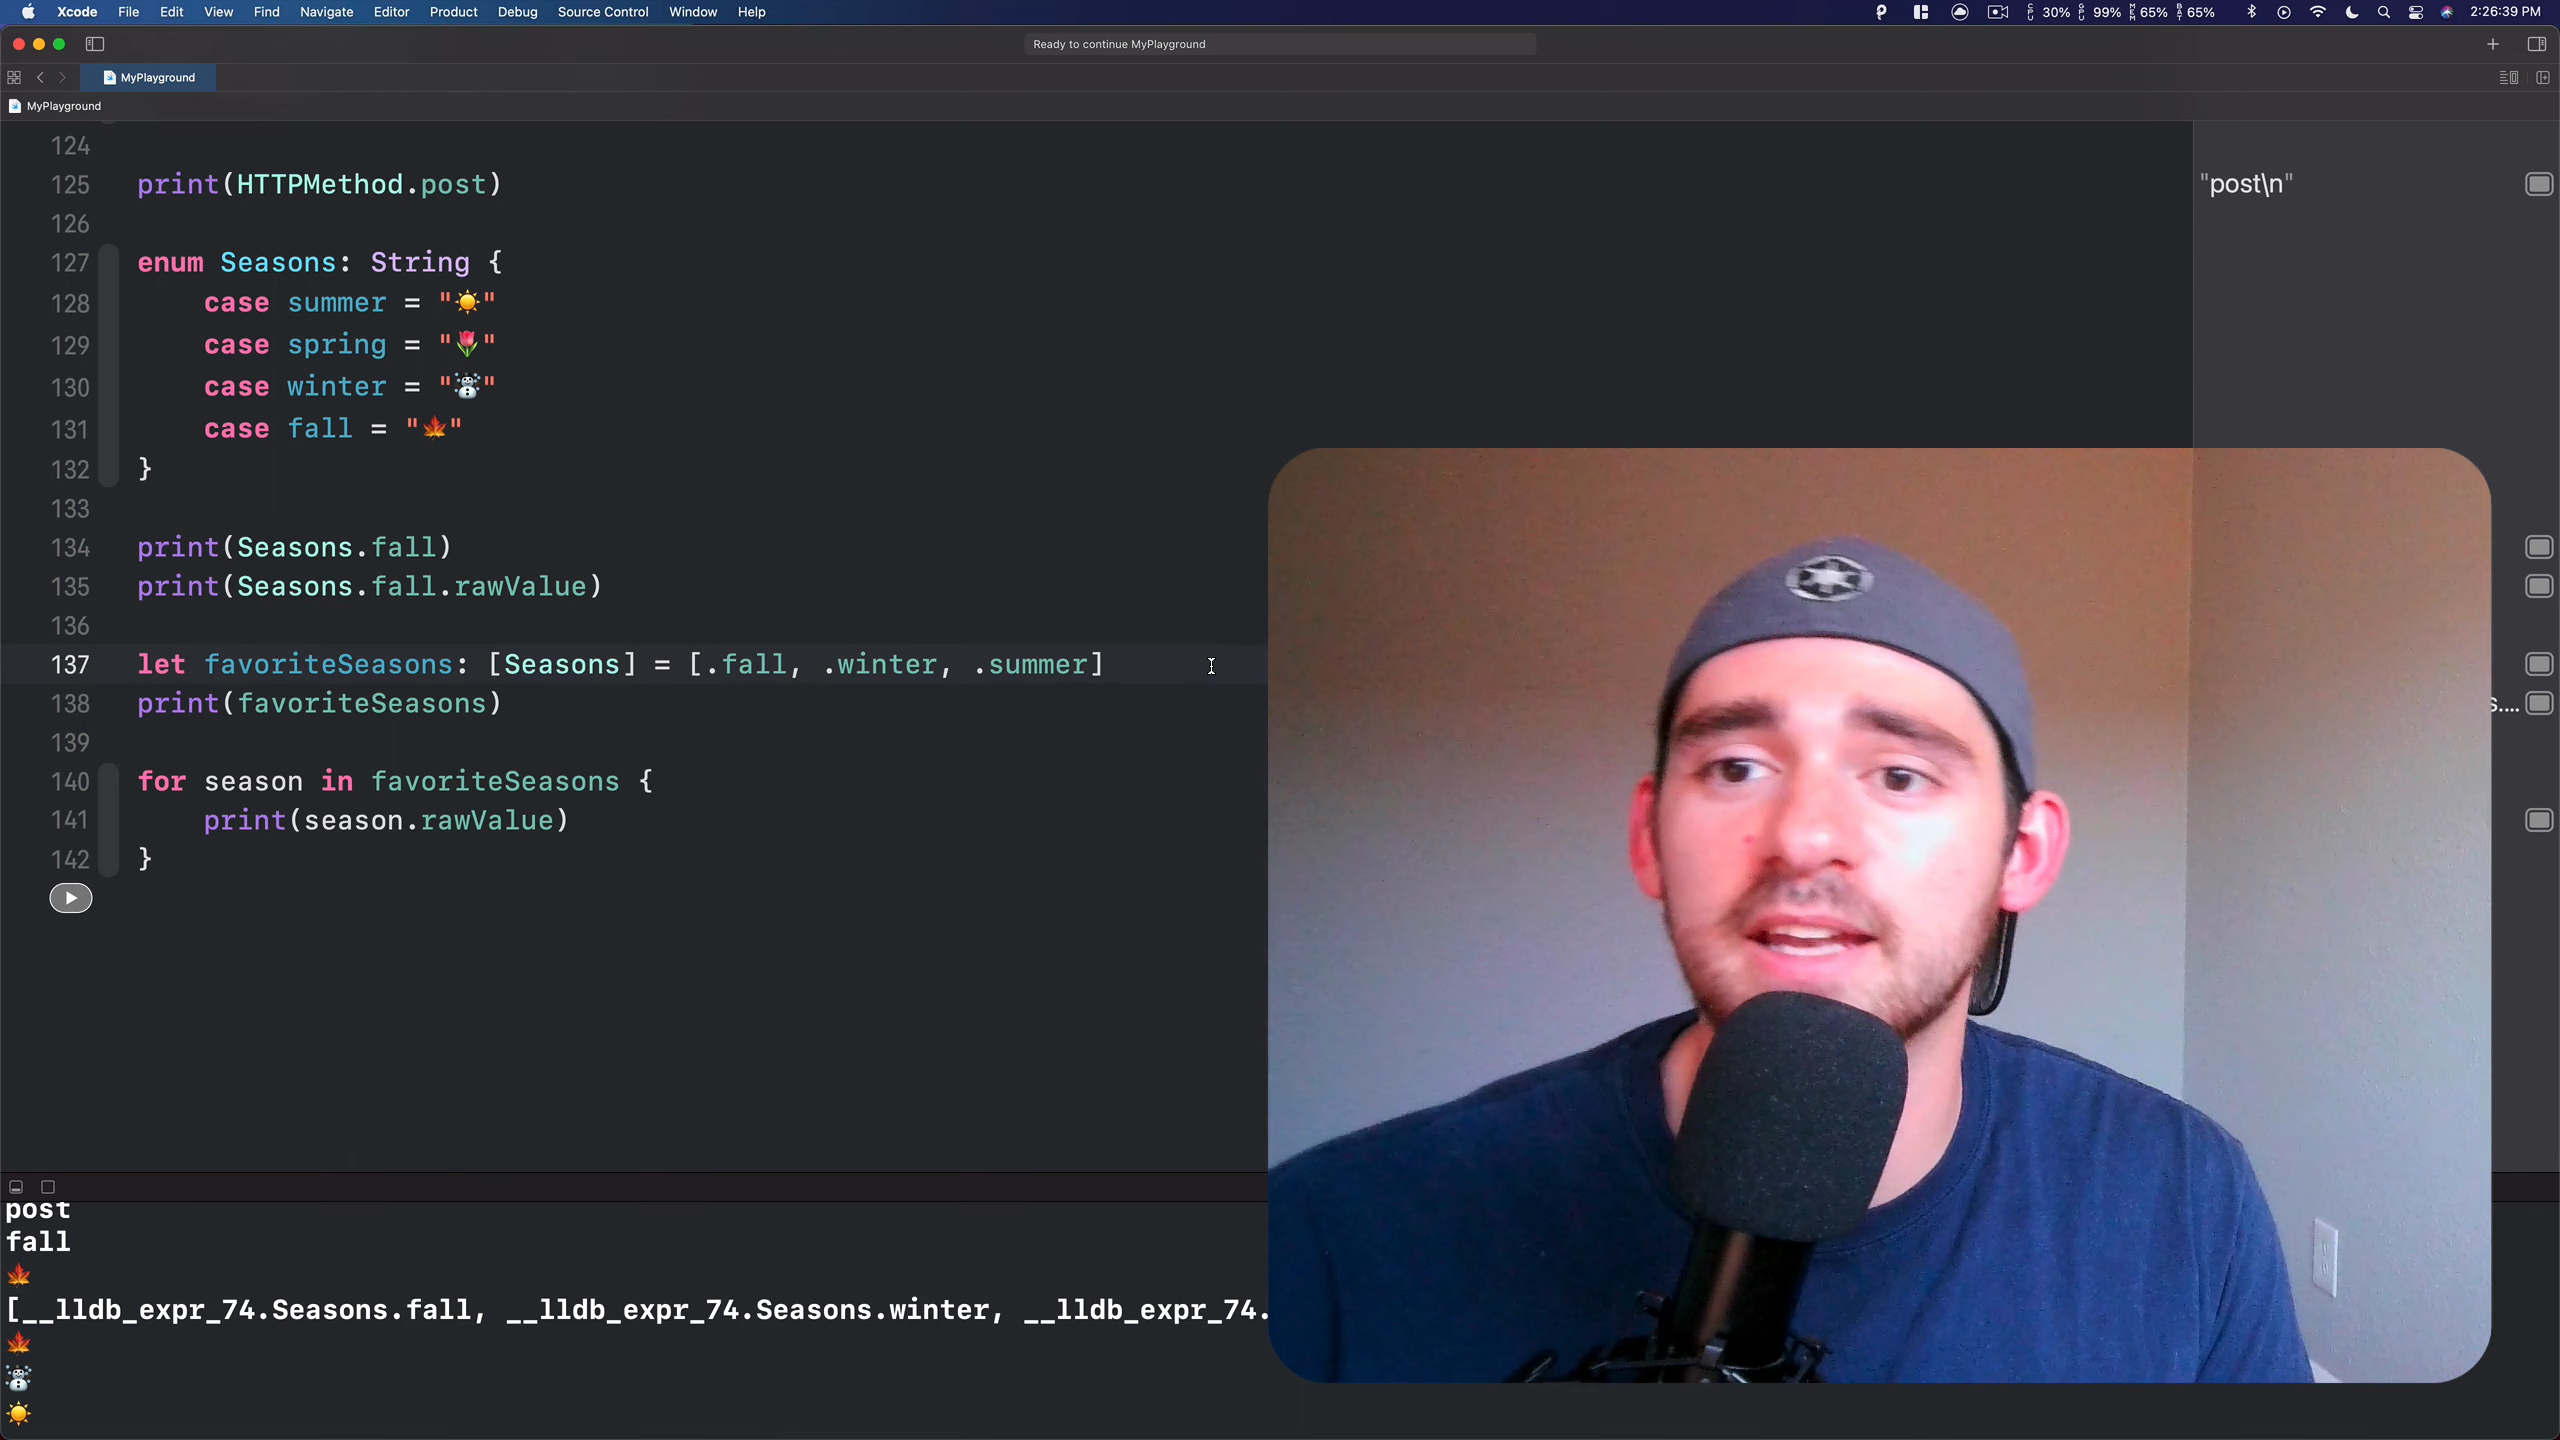 Xcode File Edit View Find Navigate Editor Product Debug Source Control Window Help
30% 99% 65% 65% 2:26:39 PM
Ready to continue MyPlayground
MyPlayground
MyPlayground
124
125 print(HTTPMethod.post) "post\n"
126
127 enum Seasons: String {
128 case summer = "☀️"
129 case spring = "🌷"
130 case winter = "☃️"
131 case fall = "🍁"
132 }
133
134 print(Seasons.fall)
135 print(Seasons.fall.rawValue)
136
137 let favoriteSeasons: [Seasons] = [.fall, .winter, .summer]
138 print(favoriteSeasons) s....
139
140 for season in favoriteSeasons {
141 print(season.rawValue)
142 }
post
fall
🍁
[__lldb_expr_74.Seasons.fall, __lldb_expr_74.Seasons.winter, __lldb_expr_74.
🍁
☃️
☀️